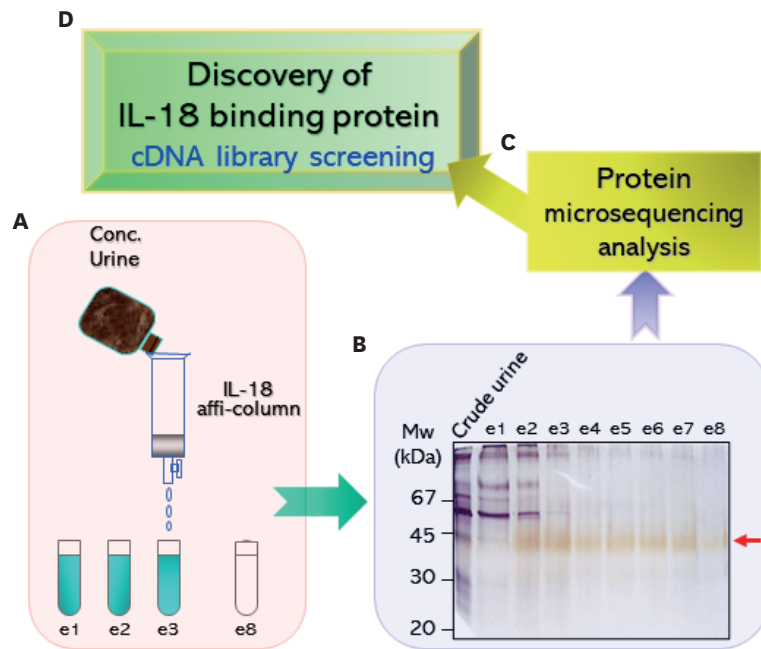 D
Discovery of
IL-18 binding protein
cDNA library screening
C
Protein
microsequencing
analysis
A
Conc.
Urine
IL-18
affi-column
e1 e2 e3 e8
B
Crude urine
Mw
(kDa)
e1 e2 e3 e4 e5 e6 e7 e8
67
45
30
20